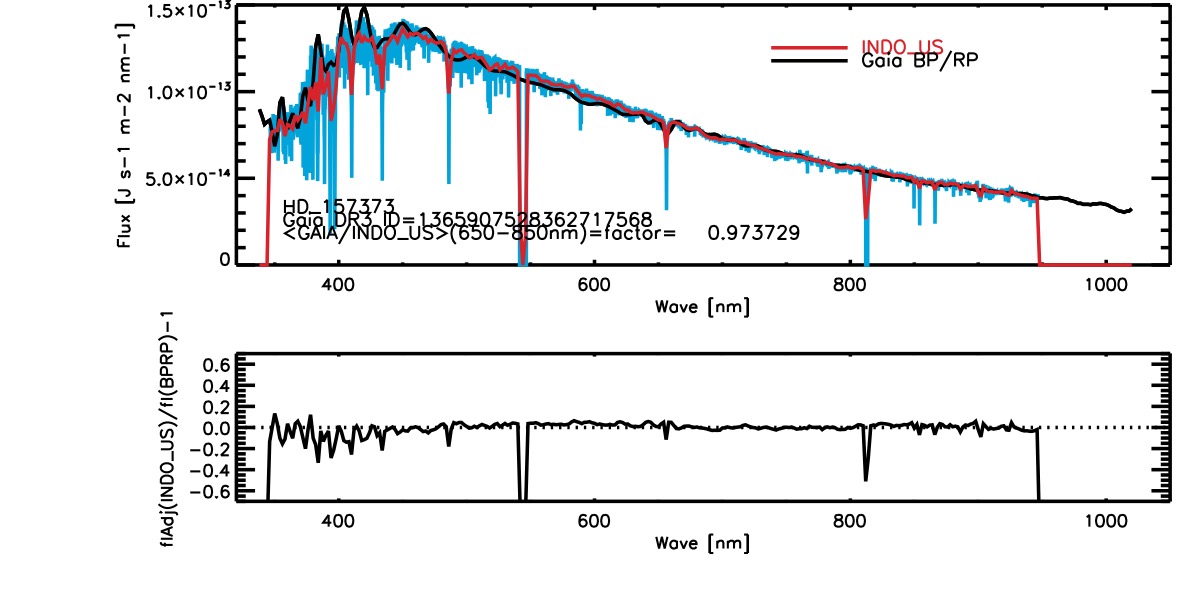 1.5×10−13
1.0×10−13
5.0×10−14
0
Flux [J s−1 m−2 nm−1]
INDO_US
Gaia BP/RP
HD_157373
Gaia DR3 ID=1365907528362717568
<GAIA/INDO_US>(650−850nm)=factor= 0.973729
400 600 800 1000
Wave [nm]
flAdj(INDO_US)/fl(BPRP)−1
0.6
0.4
0.2
0.0
−0.2
−0.4
−0.6
400 600 800 1000
Wave [nm]